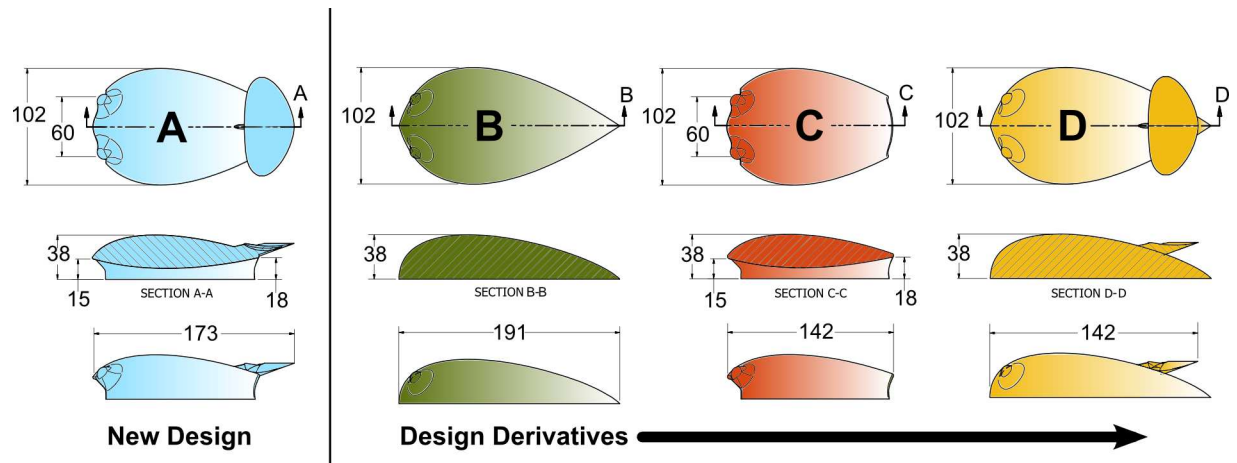 A
102
60
A
B
102
B
C
102
60
C
D
102
D
38
15
18
SECTION A-A
38
SECTION B-B
38
15
18
SECTION C-C
38
SECTION D-D
173
191
142
142
New Design
Design Derivatives